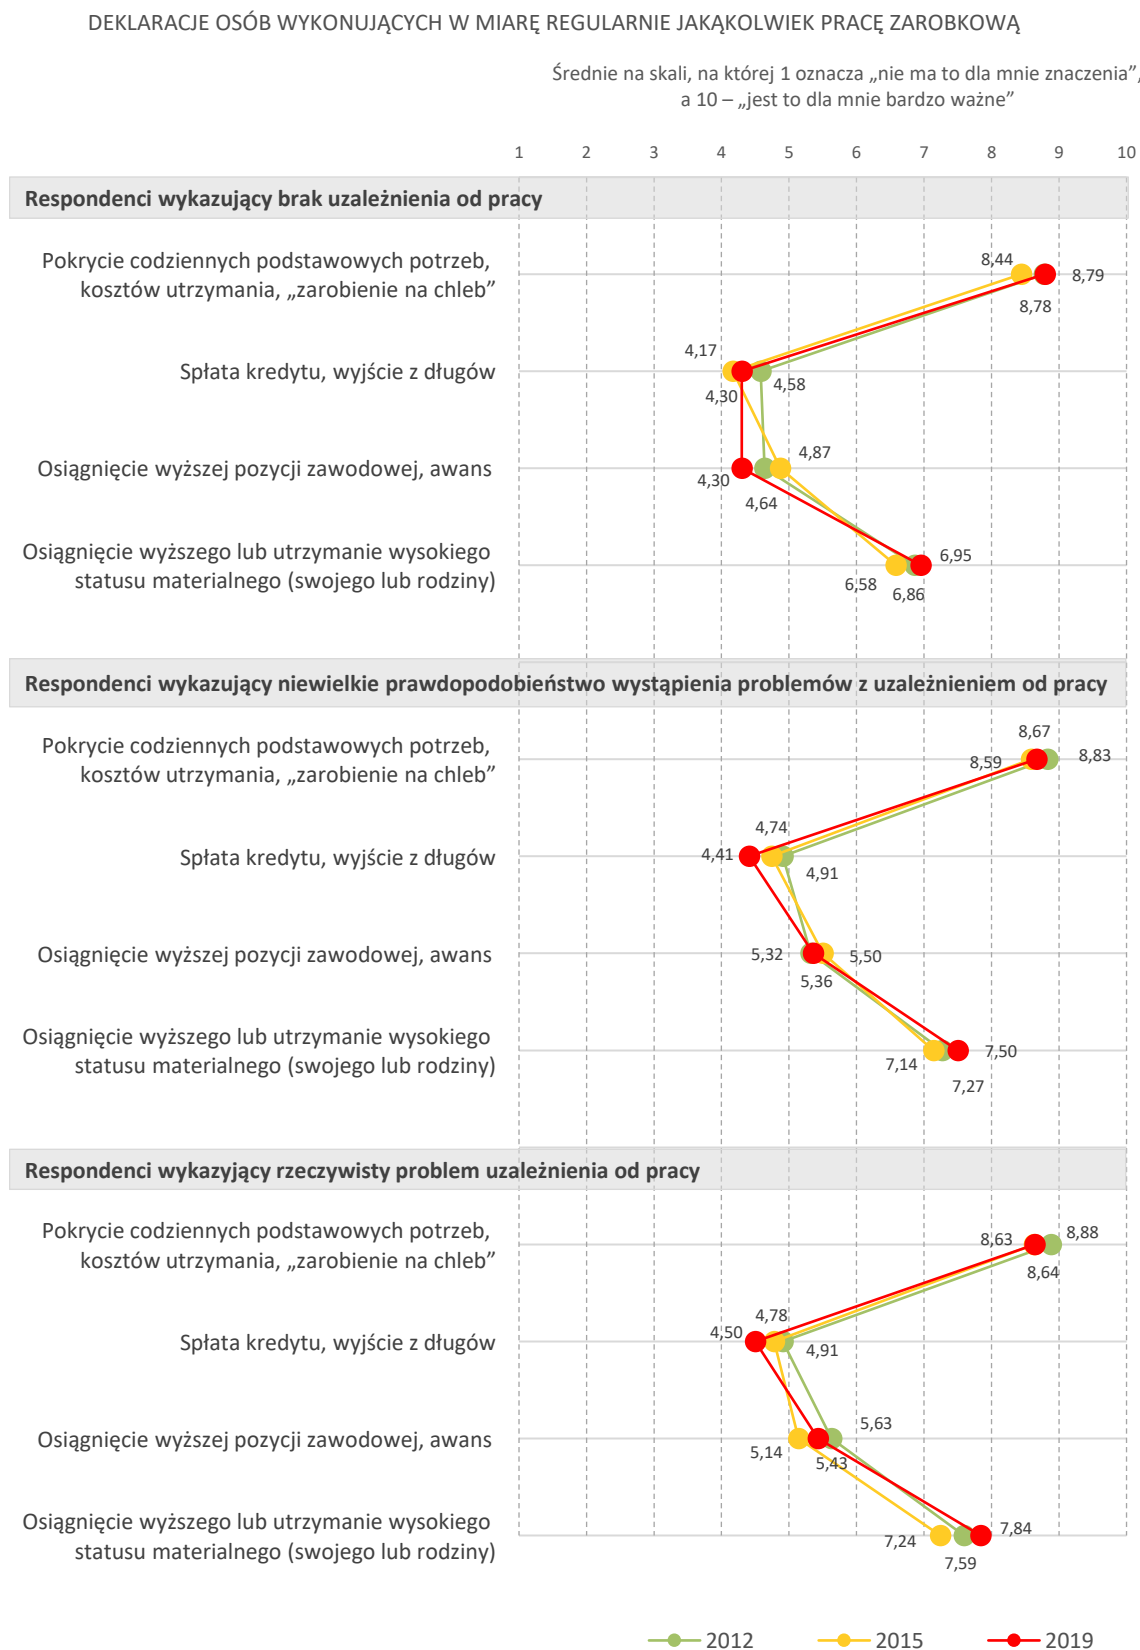 DEKLARACJE OSÓB WYKONUJĄCYCH W MIARĘ REGULARNIE JAKĄKOLWIEK PRACĘ ZAROBKOWĄ
Średnie na skali, na której 1 oznacza „nie ma to dla mnie znaczenia”,
a 10 – „jest to dla mnie bardzo ważne”
1 2 3 4 5 6 7 8 9 10
Respondenci wykazujący brak uzależnienia od pracy
Pokrycie codziennych podstawowych potrzeb,
kosztów utrzymania, „zarobienie na chleb”
8,44
8,79
8,78
Spłata kredytu, wyjście z długów
4,17
4,30
4,58
Osiągnięcie wyższej pozycji zawodowej, awans
4,87
4,30
4,64
Osiągnięcie wyższego lub utrzymanie wysokiego
statusu materialnego (swojego lub rodziny)
6,95
6,58
6,86
Respondenci wykazujący niewielkie prawdopodobieństwo wystąpienia problemów z uzależnieniem od pracy
Pokrycie codziennych podstawowych potrzeb,
kosztów utrzymania, „zarobienie na chleb”
8,67
8,59
8,83
Spłata kredytu, wyjście z długów
4,74
4,41
4,91
Osiągnięcie wyższej pozycji zawodowej, awans
5,32
5,36
5,50
Osiągnięcie wyższego lub utrzymanie wysokiego
statusu materialnego (swojego lub rodziny)
7,14
7,50
7,27
Respondenci wykazyjący rzeczywisty problem uzależnienia od pracy
Pokrycie codziennych podstawowych potrzeb,
kosztów utrzymania, „zarobienie na chleb”
8,63
8,88
8,64
Spłata kredytu, wyjście z długów
4,78
4,50
4,91
Osiągnięcie wyższej pozycji zawodowej, awans
5,63
5,14
5,43
Osiągnięcie wyższego lub utrzymanie wysokiego
statusu materialnego (swojego lub rodziny)
7,84
7,24
7,59
2012 2015 2019